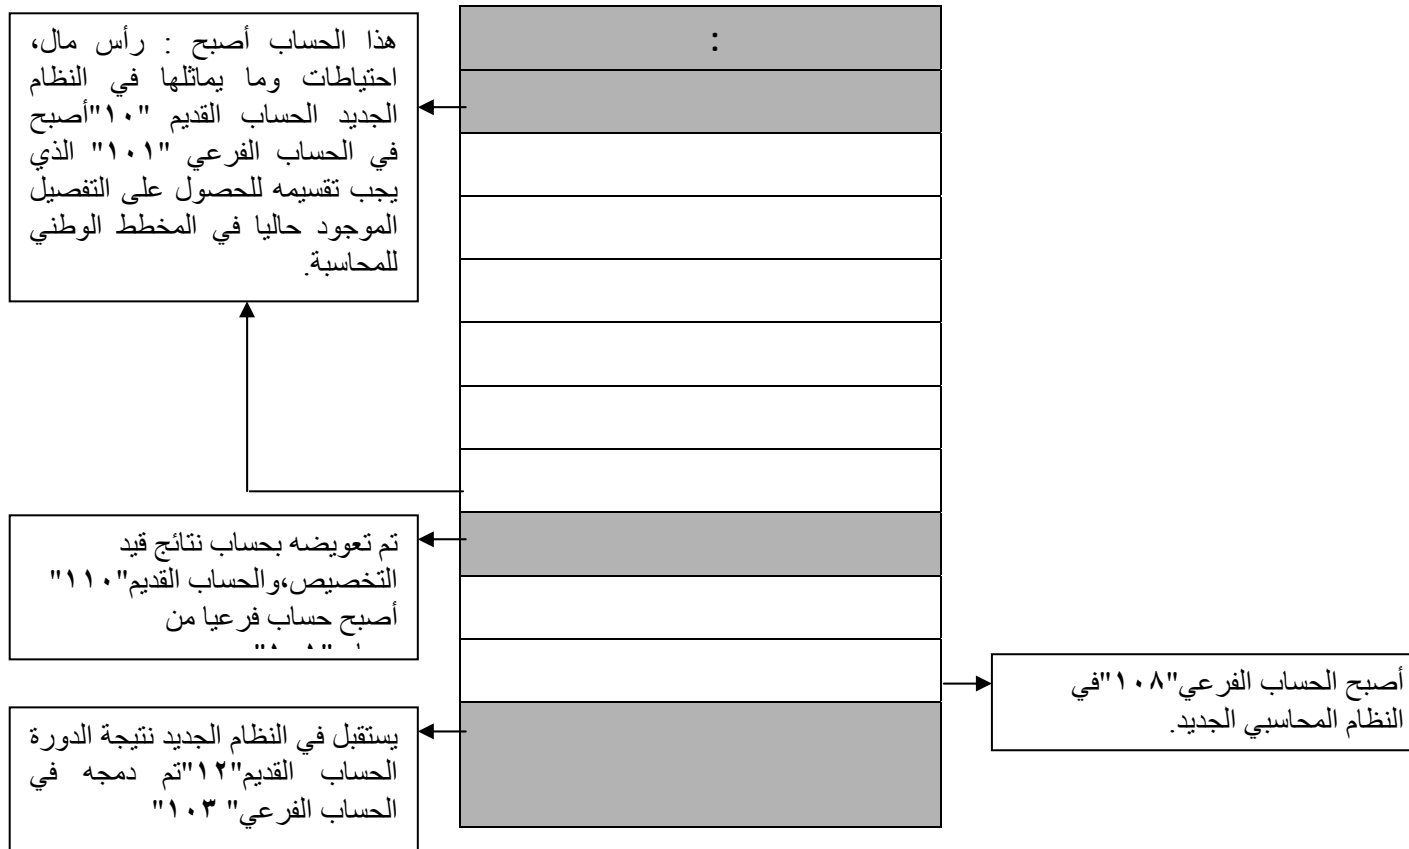 :
هذا الحساب أصبح : رأس مال،
احتياطات وما يماثلها في النظام
الجديد الحساب القديم "١٠"أصبح
في الحساب الفرعي "١٠١" الذي
يجب تقسيمه للحصول على التفصيل
الموجود حاليا في المخطط الوطني
للمحاسبة.
تم تعويضه بحساب نتائج قيد
التخصيص،والحساب القديم"١١٠"
أصبح حساب فرعيا من
أصبح الحساب الفرعي"١٠٨"في
النظام المحاسبي الجديد.
يستقبل في النظام الجديد نتيجة الدورة
الحساب القديم"١٢"تم دمجه في
الحساب الفرعي" ١٠٣"